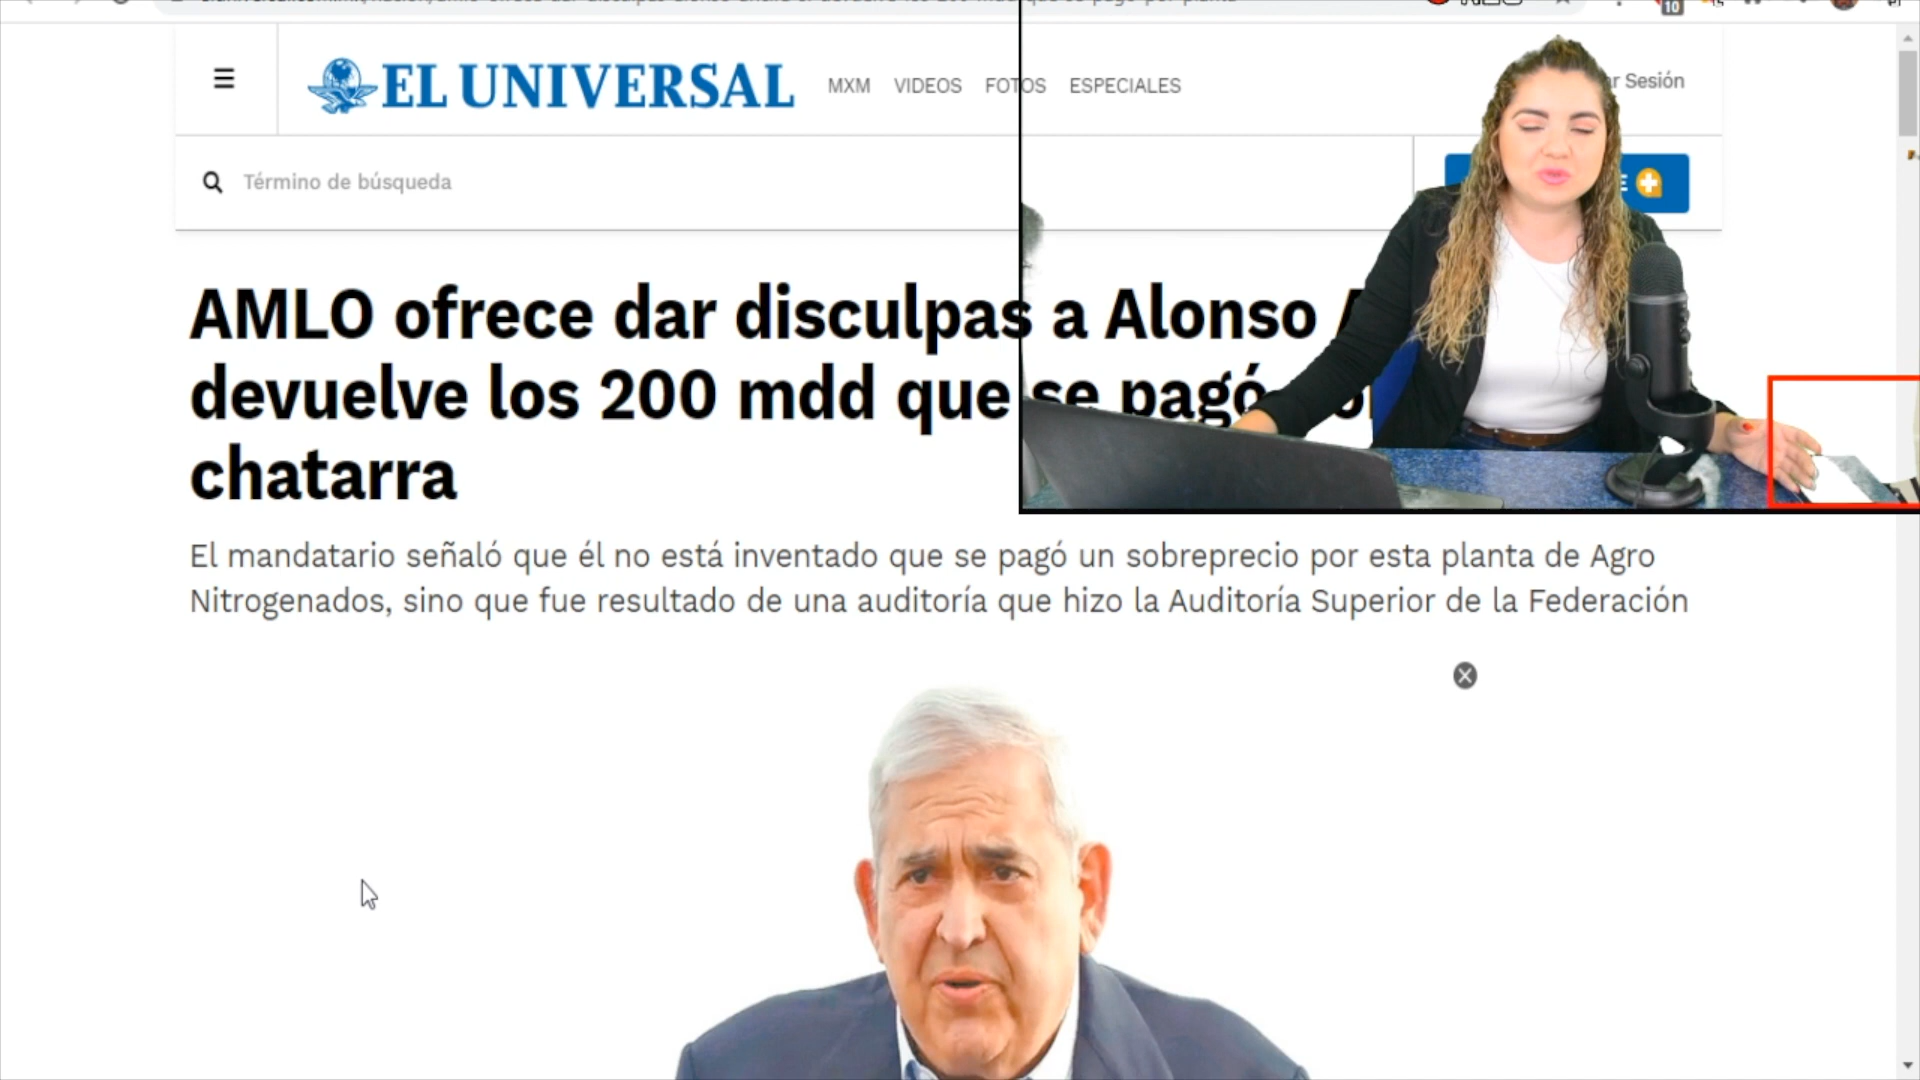 10
EL UNIVERSAL
MXM VIDEOS FOTOS ESPECIALES
Sesión
Término de búsqueda
AMLO ofrece dar disculpas a Alonso
devuelve los 200 mdd que se pagó
chatarra
El mandatario señaló que él no está inventado que se pagó un sobreprecio por esta planta de Agro
Nitrogenados, sino que fue resultado de una auditoría que hizo la Auditoría Superior de la Federación